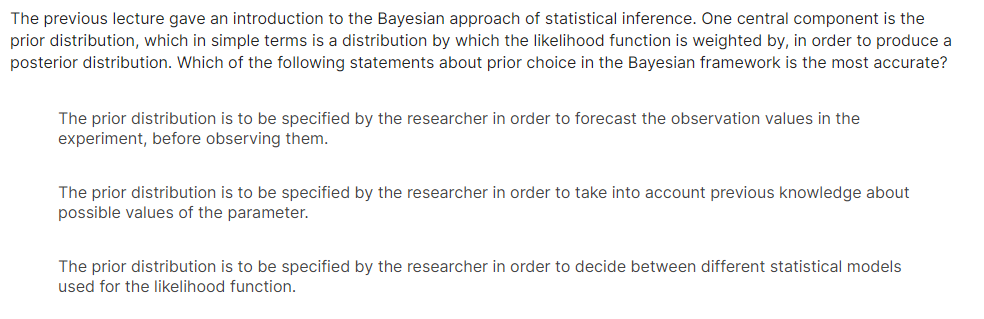 The previous lecture gave an introduction to the Bayesian approach of statistical inference. One central component is the
prior distribution, which in simple terms is a distribution by which the likelihood function is weighted by, in order to produce a
posterior distribution. Which of the following statements about prior choice in the Bayesian framework is the most accurate?
The prior distribution is to be specified by the researcher in order to forecast the observation values in the
experiment, before observing them.
The prior distribution is to be specified by the researcher in order to take into account previous knowledge about
possible values of the parameter.
The prior distribution is to be specified by the researcher in order to decide between different statistical models
used for the likelihood function.